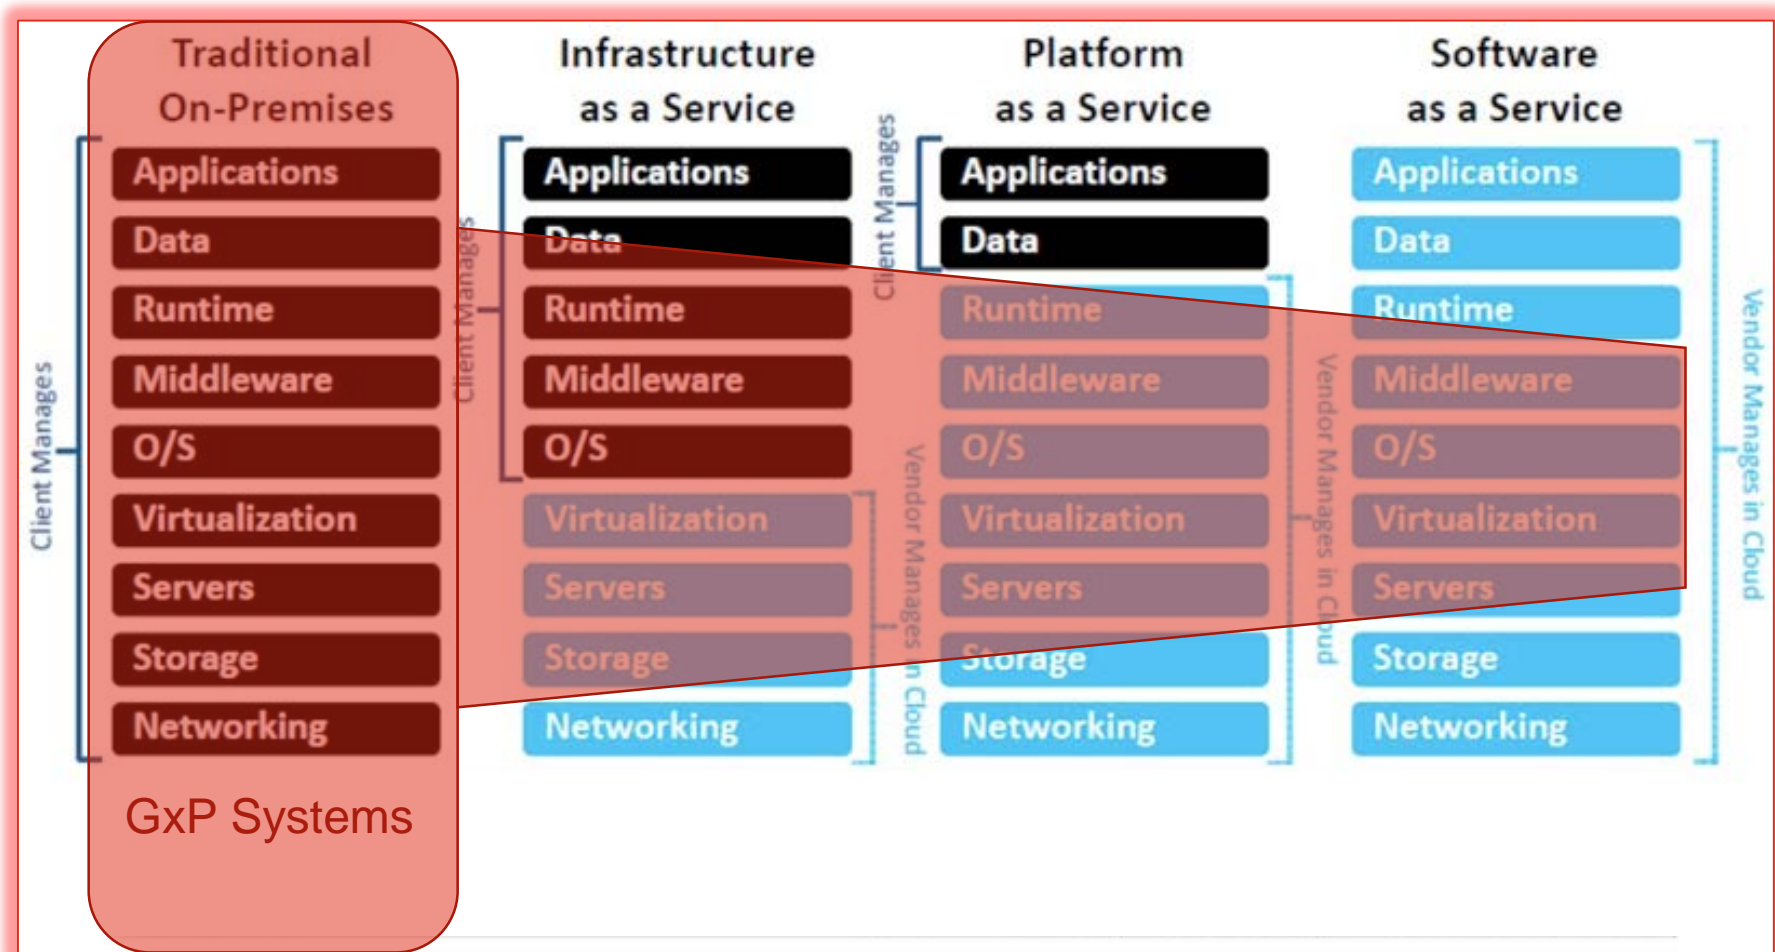 Traditional
On-Premises
Client Manages
Applications
Data
Runtime
Middleware
O/S
Virtualization
Servers
Storage
Networking
GxP Systems
Infrastructure
as a Service
Client Manages
Applications
Data
Runtime
Middleware
O/S
Virtualization
Servers
Storage
Networking
Vendor Manages in Cloud
Platform
as a Service
Client Manages
Applications
Data
Runtime
Middleware
O/S
Virtualization
Servers
Storage
Networking
Vendor Manages in Cloud
Software
as a Service
Applications
Data
Runtime
Middleware
O/S
Virtualization
Servers
Storage
Networking
Vendor Manages in Cloud